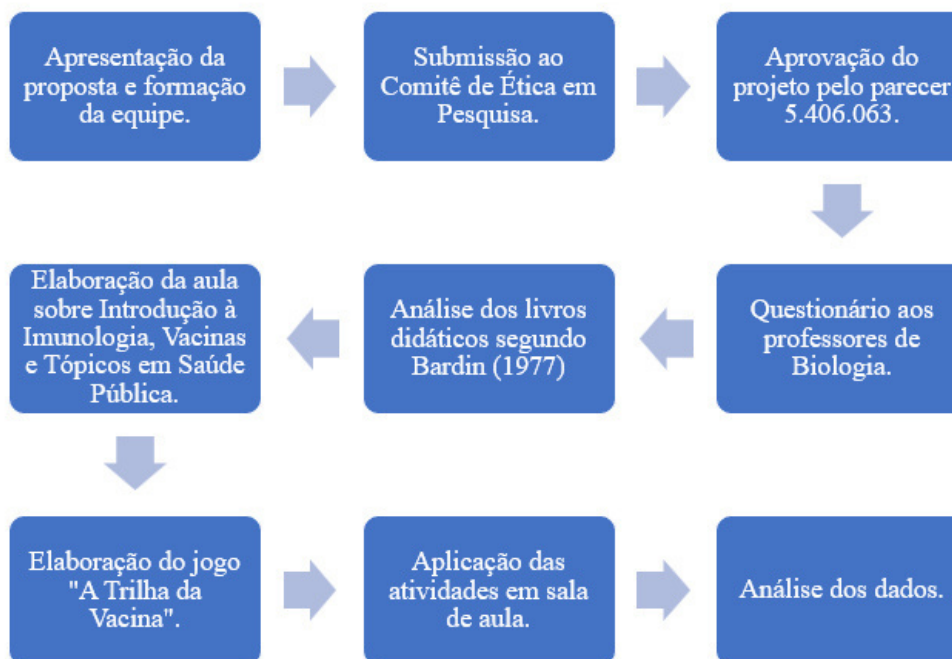 Apresentação da
proposta e formação
da equipe.
Submissão ao
Comitê de Ética em
Pesquisa.
Aprovação do
projeto pelo parecer
5.406.063.
Questionário aos
professores de
Biologia.
Análise dos livros
didáticos segundo
Bardin (1977)
Elaboração da aula
sobre Introdução à
Imunologia, Vacinas
e Tópicos em Saúde
Pública.
Elaboração do jogo
"A Trilha da
Vacina".
Aplicação das
atividades em sala
de aula.
Análise dos dados.